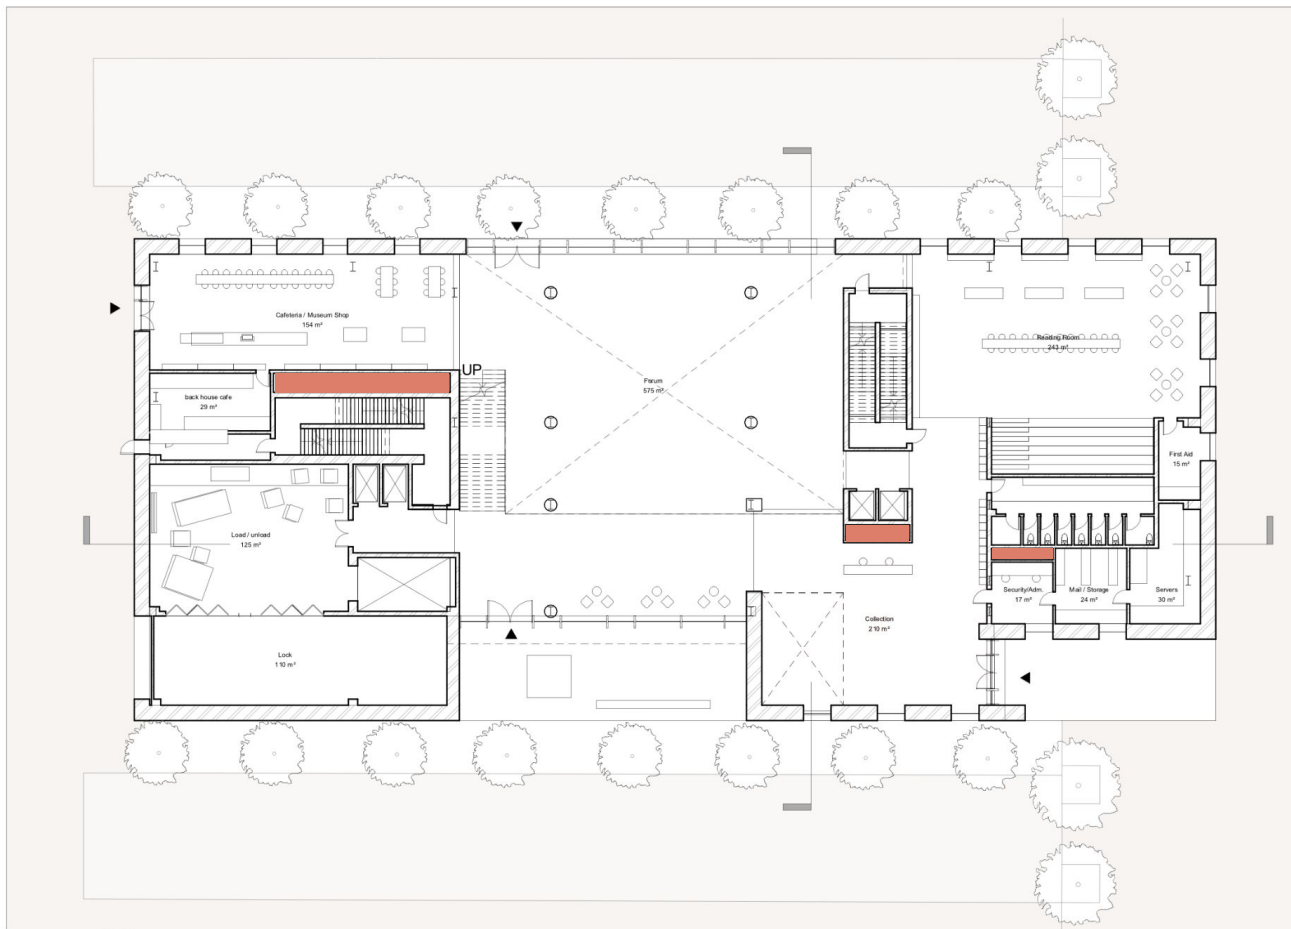 Cafeteria / Museum Shop
154 m²
UP
Forum
575 m²
Reading Room
243 m²
back house cafe
29 m²
First Aid
15 m²
Load / unload
125 m²
Security/Adm.
17 m²
Mail / Storage
24 m²
Servers
30 m²
Collection
210 m²
Lock
110 m²